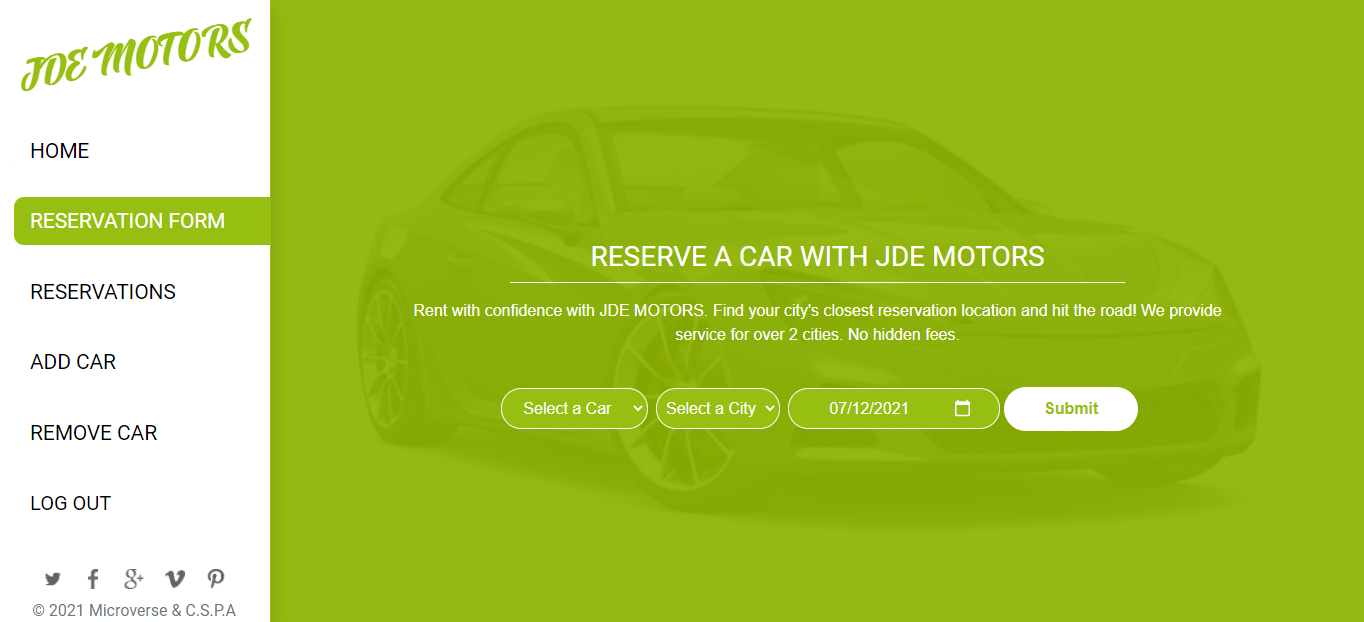 JDE MOTORS
HOME
RESERVATION FORM
RESERVATIONS
ADD CAR
REMOVE CAR
LOG OUT
© 2021 Microverse & C.S.P.A
RESERVE A CAR WITH JDE MOTORS
Rent with confidence with JDE MOTORS. Find your city's closest reservation location and hit the road! We provide
service for over 2 cities. No hidden fees.
Select a Car Select a City 07/12/2021 Submit